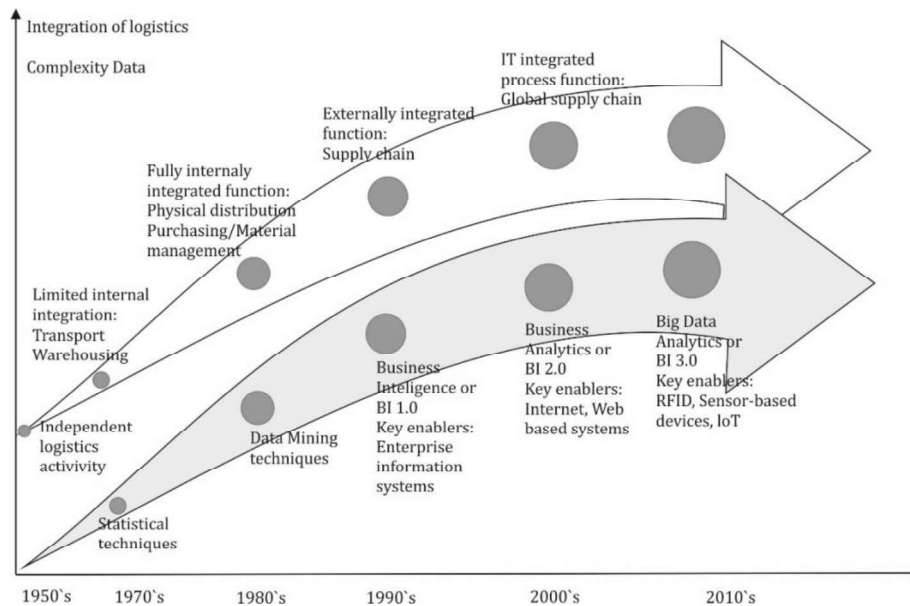 Integration of logistics
Complexity Data
IT integrated
process function:
Global supply chain
Externally integrated
function:
Supply chain
Fully internaly
integrated function:
Physical distribution
Purchasing/Material
management
Limited internal
integration:
Transport
Warehousing
Independent
logistics
activivity
Statistical
techniques
Data Mining
techniques
Business
Inteligence or
BI 1.0
Key enablers:
Enterprise
information
systems
Business
Analytics or
BI 2.0
Key enablers:
Internet, Web
based systems
Big Data
Analytics or
BI 3.0
Key enablers:
RFID, Sensor-based
devices, IoT
1950`s 1970`s 1980`s 1990`s 2000`s 2010`s